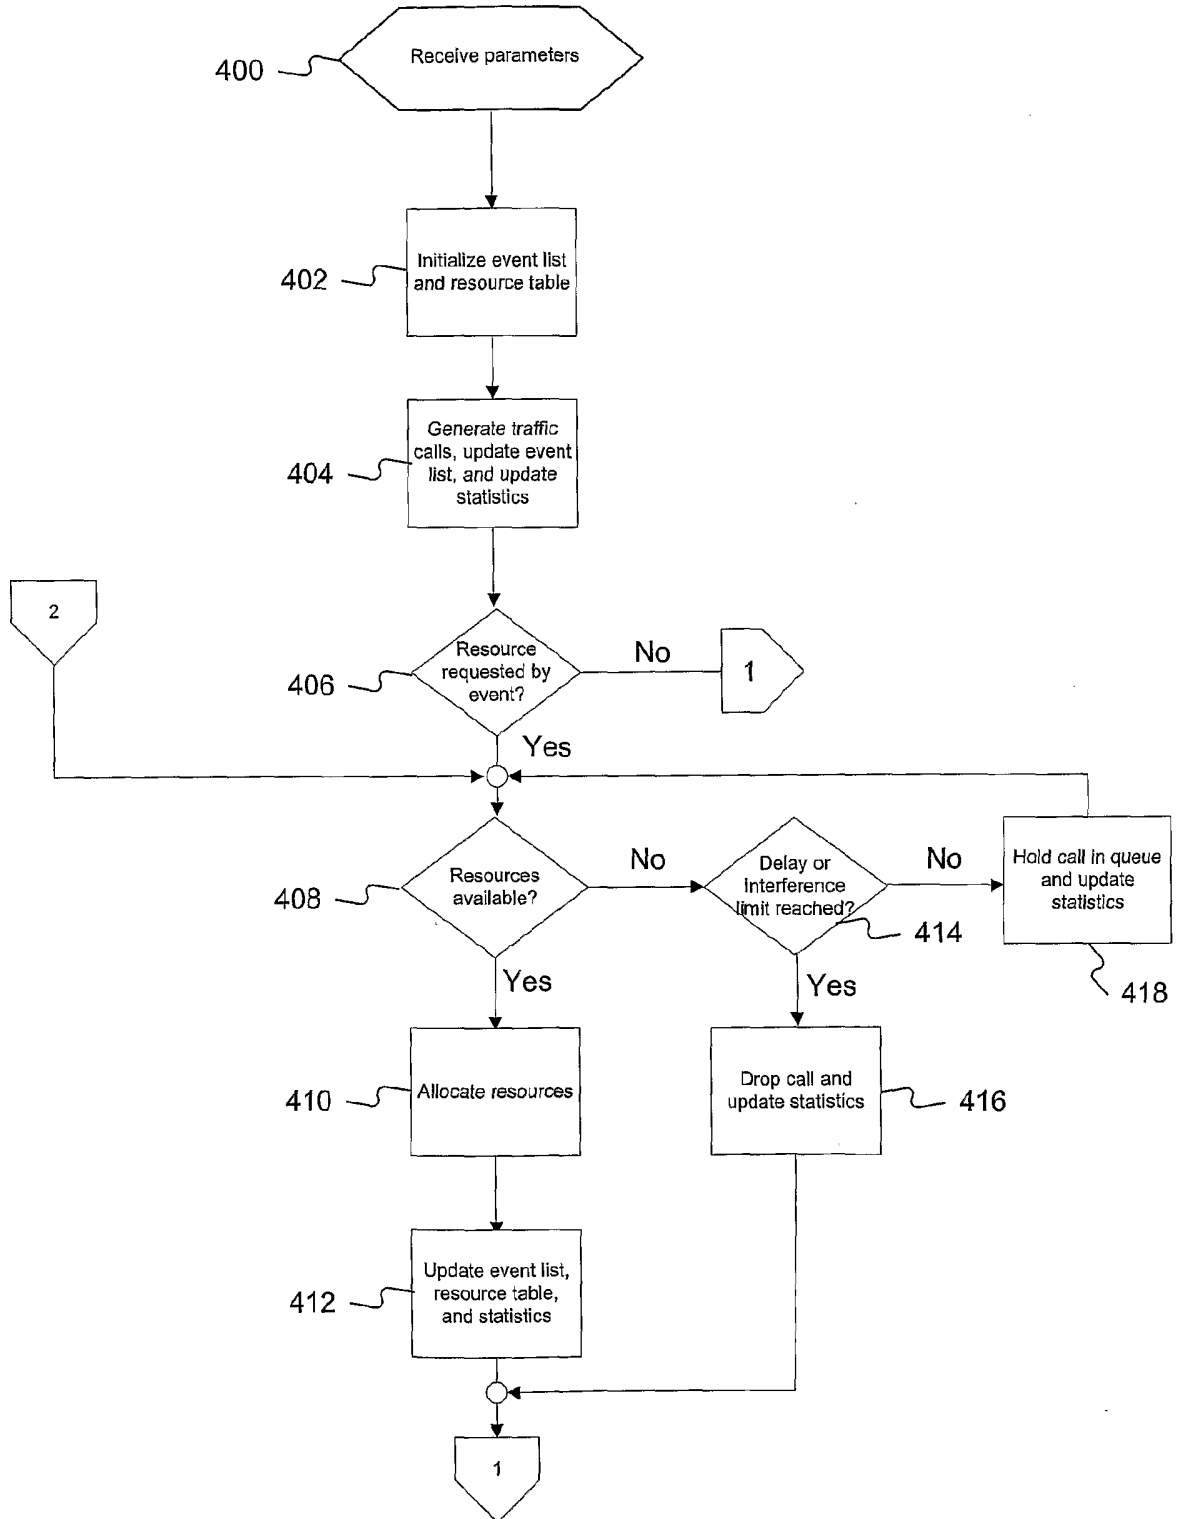 Receive parameters
400
Initialize event list
and resource table
402
Generate traffic
calls, update event
list, and update
statistics
404
2
Resource
requested by
event?
406
No
1
Yes
Resources
available?
408
No
Delay or
Interference
limit reached?
414
No
Hold call in queue
and update
statistics
418
Yes
Yes
Allocate resources
410
Drop call and
update statistics
416
Update event list,
resource table,
and statistics
412
1